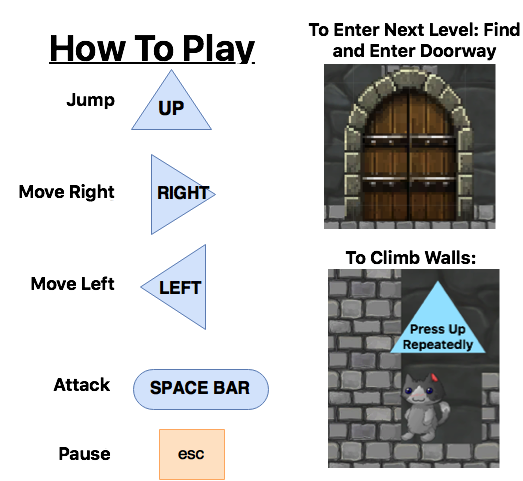 How To Play
Jump
UP
Move Right
RIGHT
Move Left
LEFT
Attack
SPACE BAR
Pause
esc
To Enter Next Level: Find
and Enter Doorway
To Climb Walls:
Press Up
Repeatedly